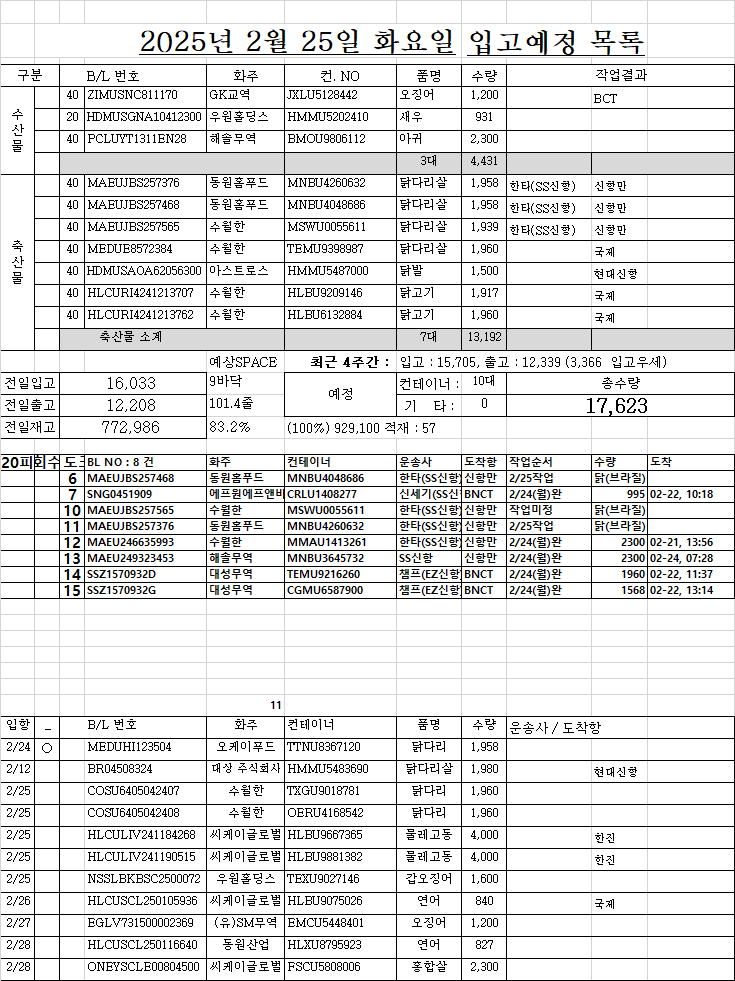 2025년 2월 25일 화요일 입고예정 목록
구분 B/L 번호 화주 컨. NO 품명 수량 작업결과
수산물
40 ZIMUSNC811170 GK교역 JXLU5128442 오징어 1,200 BCT
20 HDMUSGNA10412300 우원홀딩스 HMMU5202410 새우 931
40 PCLUYT1311EN28 해솔무역 BMOU9806112 아귀 2,300
3대 4,431
축산물
40 MAEUJBS257376 동원홈푸드 MNBU4260632 닭다리살 1,958 한타(SS신항) 신항만
40 MAEUJBS257468 동원홈푸드 MNBU4048686 닭다리살 1,958 한타(SS신항) 신항만
40 MAEUJBS257565 수월한 MSWU0055611 닭다리살 1,939 한타(SS신항) 신항만
40 MEDUE8572384 수월한 TEMU9398987 닭다리살 1,960 국제
40 HDMUSAOA62056300 아스트로스 HMMU5487000 닭발 1,500 현대신항
40 HLCURI4241213707 수월한 HLBU9209146 닭고기 1,917 국제
40 HLCURI4241213762 수월한 HLBU6132884 닭고기 1,960 국제
축산물 소계 7대 13,192
예상SPACE 최근 4주간 : 입고 : 15,705, 출고 : 12,339 (3,366 입고우세)
전일입고 16,033 9바닥 예정 컨테이너 : 10대 총수량
전일출고 12,208 101.4줄 기 타 : 0 17,623
전일재고 772,986 83.2% (100%) 929,100 적재 : 57
20피 회수 도크 BL NO : 8 건 화주 컨테이너 운송사 도착항 작업순서 수량 도착
6 MAEUJBS257468 동원홈푸드 MNBU4048686 한타(SS신항) 신항만 2/25작업 닭(브라질)
7 SNG0451909 에프원에프앤비 CRLU1408277 신세기(SS신 BNCT 2/24(월)완 995 02-22, 10:18
10 MAEUJBS257565 수월한 MSWU0055611 한타(SS신항) 신항만 작업미정 닭(브라질)
11 MAEUJBS257376 동원홈푸드 MNBU4260632 한타(SS신항) 신항만 2/25작업 닭(브라질)
12 MAEU246635993 수월한 MMAU1413261 한타(SS신항) 신항만 2/24(월)완 2300 02-21, 13:56
13 MAEU249323453 해솔무역 MNBU3645732 SS신항 신항만 2/24(월)완 2300 02-24, 07:28
14 SSZ1570932D 대성무역 TEMU9216260 챔프(EZ신항) BNCT 2/24(월)완 1960 02-22, 11:37
15 SSZ1570932G 대성무역 CGMU6587900 챔프(EZ신항) BNCT 2/24(월)완 1568 02-22, 13:14
11
입항 _ B/L 번호 화주 컨테이너 품명 수량 운송사 / 도착항
2/24 ○ MEDUHI123504 오케이푸드 TTNU8367120 닭다리 1,958
2/12 BR04508324 대상 주식회사 HMMU5483690 닭다리살 1,980 현대신항
2/25 COSU6405042407 수월한 TXGU9018781 닭다리 1,960
2/25 COSU6405042408 수월한 OERU4168542 닭다리 1,960
2/25 HLCULIV241184268 씨케이글로벌 HLBU9667365 물레고둥 4,000 한진
2/25 HLCULIV241190515 씨케이글로벌 HLBU9881382 물레고둥 4,000 한진
2/25 NSSLBKBSC2500072 우원홀딩스 TEXU9027146 갑오징어 1,600
2/26 HLCUSCL250105936 씨케이글로벌 HLBU9075026 연어 840 국제
2/27 EGLV731500002369 (유)SM무역 EMCU5448401 오징어 1,200
2/28 HLCUSCL250116640 동원산업 HLXU8795923 연어 827
2/28 ONEYSCLE00804500 씨케이글로벌 FSCU5808006 홍합살 2,300